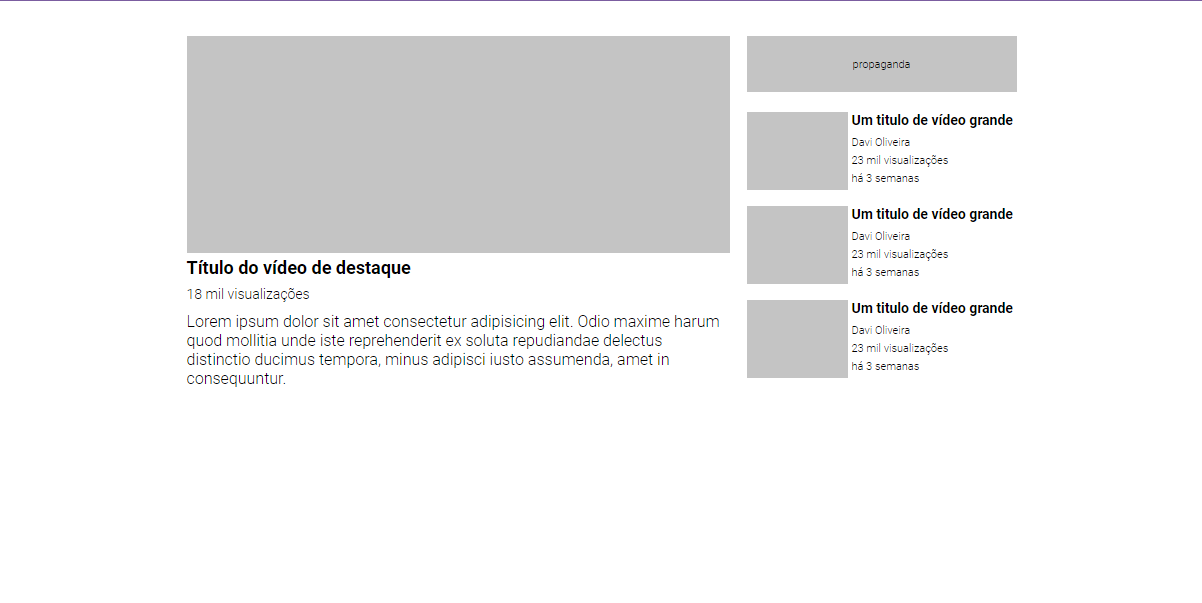 Título do vídeo de destaque
18 mil visualizações
Lorem ipsum dolor sit amet consectetur adipisicing elit. Odio maxime harum
quod mollitia unde iste reprehenderit ex soluta repudiandae delectus
distinctio ducimus tempora, minus adipisci iusto assumenda, amet in
consequuntur.
propaganda
Um titulo de vídeo grande
Davi Oliveira
23 mil visualizações
há 3 semanas
Um titulo de vídeo grande
Davi Oliveira
23 mil visualizações
há 3 semanas
Um titulo de vídeo grande
Davi Oliveira
23 mil visualizações
há 3 semanas